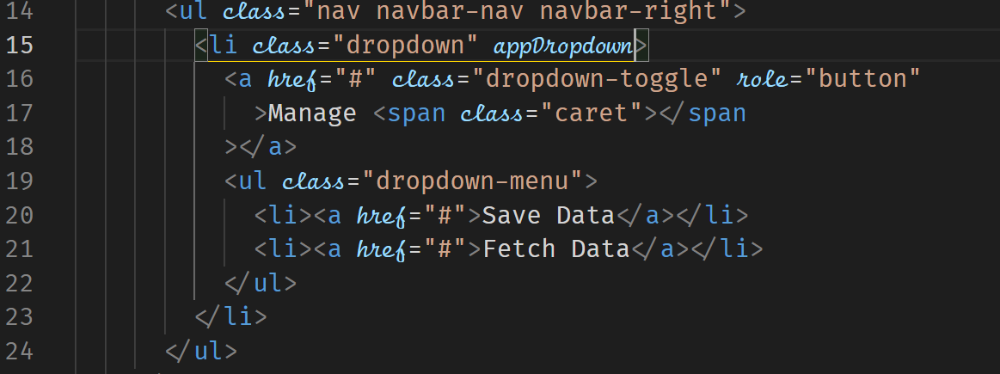 14 <ul class="nav navbar-nav navbar-right">
15 <li class="dropdown" appDropdown>
16 <a href="#" class="dropdown-toggle" role="button"
17 >Manage <span class="caret"></span
18 ></a>
19 <ul class="dropdown-menu">
20 <li><a href="#">Save Data</a></li>
21 <li><a href="#">Fetch Data</a></li>
22 </ul>
23 </li>
24 </ul>